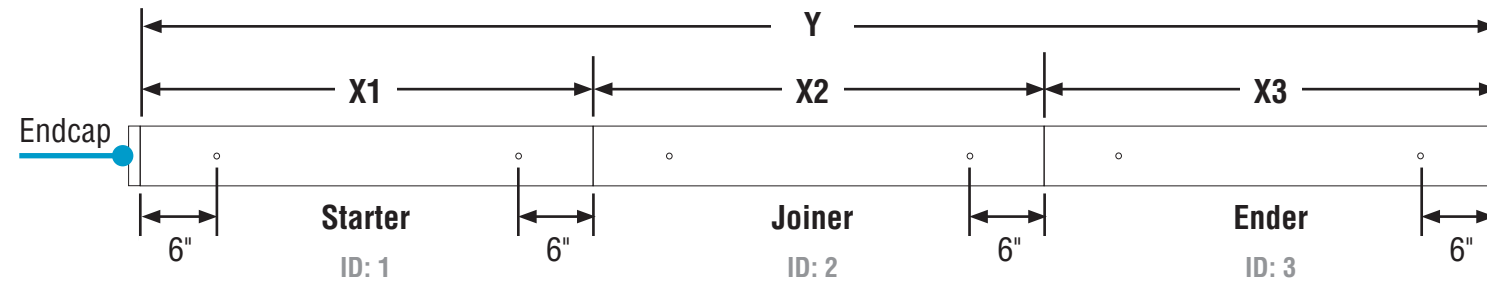 Y
X1 X2 X3
Endcap
Starter Joiner Ender
6" 6" 6" 6"
ID: 1 ID: 2 ID: 3